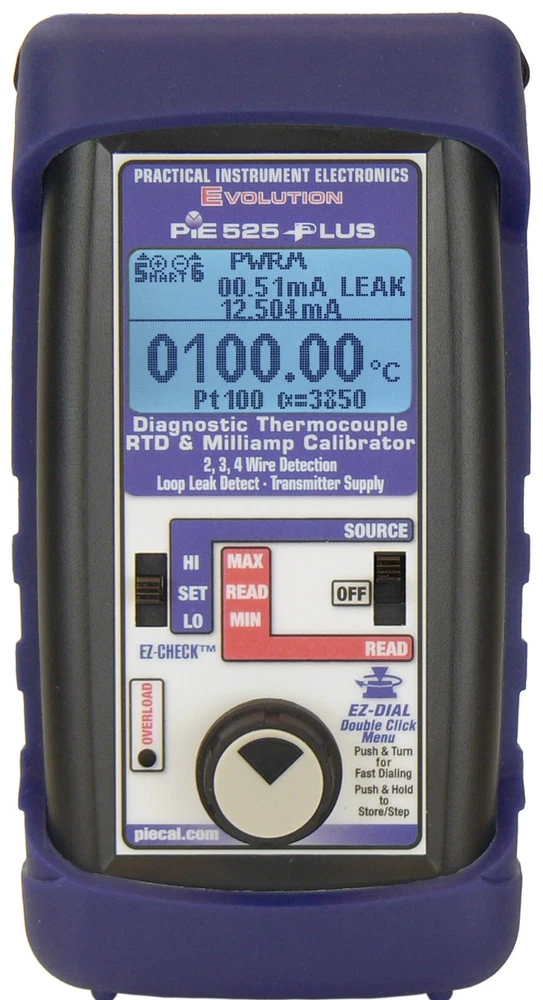 PRACTICAL INSTRUMENT ELECTRONICS
EVOLUTION
PIE 525 PLUS
PWRM
SMART
00.51mA LEAK
12.504mA
0100.00 °C
Pt100 α=3850
Diagnostic Thermocouple
RTD & Milliamp Calibrator
2, 3, 4 Wire Detection
Loop Leak Detect · Transmitter Supply
SOURCE
HI
MAX
SET
READ
OFF
LO
MIN
EZ-CHECK™
READ
OVERLOAD
EZ-DIAL
Double Click
Menu
Push & Turn
for
Fast Dialing
Push & Hold
to
Store/Step
piecal.com